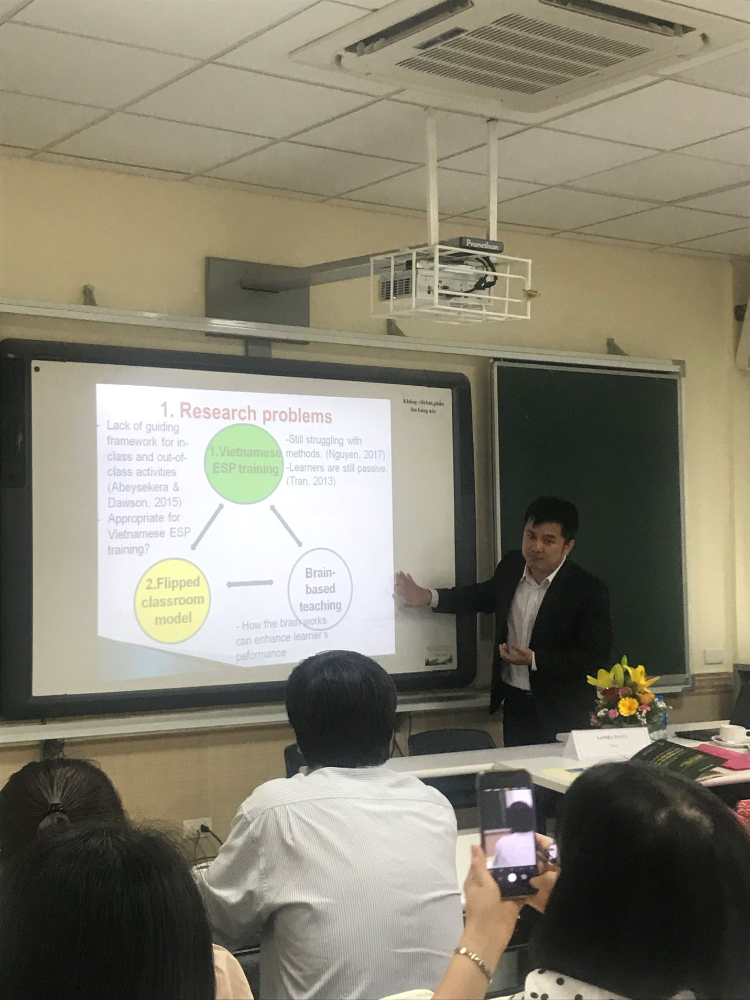 Promethean
Không viết bút, phấn
lên bảng này
1. Research problems
- Lack of guiding
framework for in-
class and out-of-
class activities
(Abeysekera &
Dawson, 2015)
- Appropriate for
Vietnamese ESP
training?
1.Vietnamese
ESP training
-Still struggling with
methods. (Nguyen, 2017)
-Learners are still passive.
(Tran, 2013)
2.Flipped
classroom
model
Brain-
based
teaching
- How the brain works
can enhance learner's
peformance